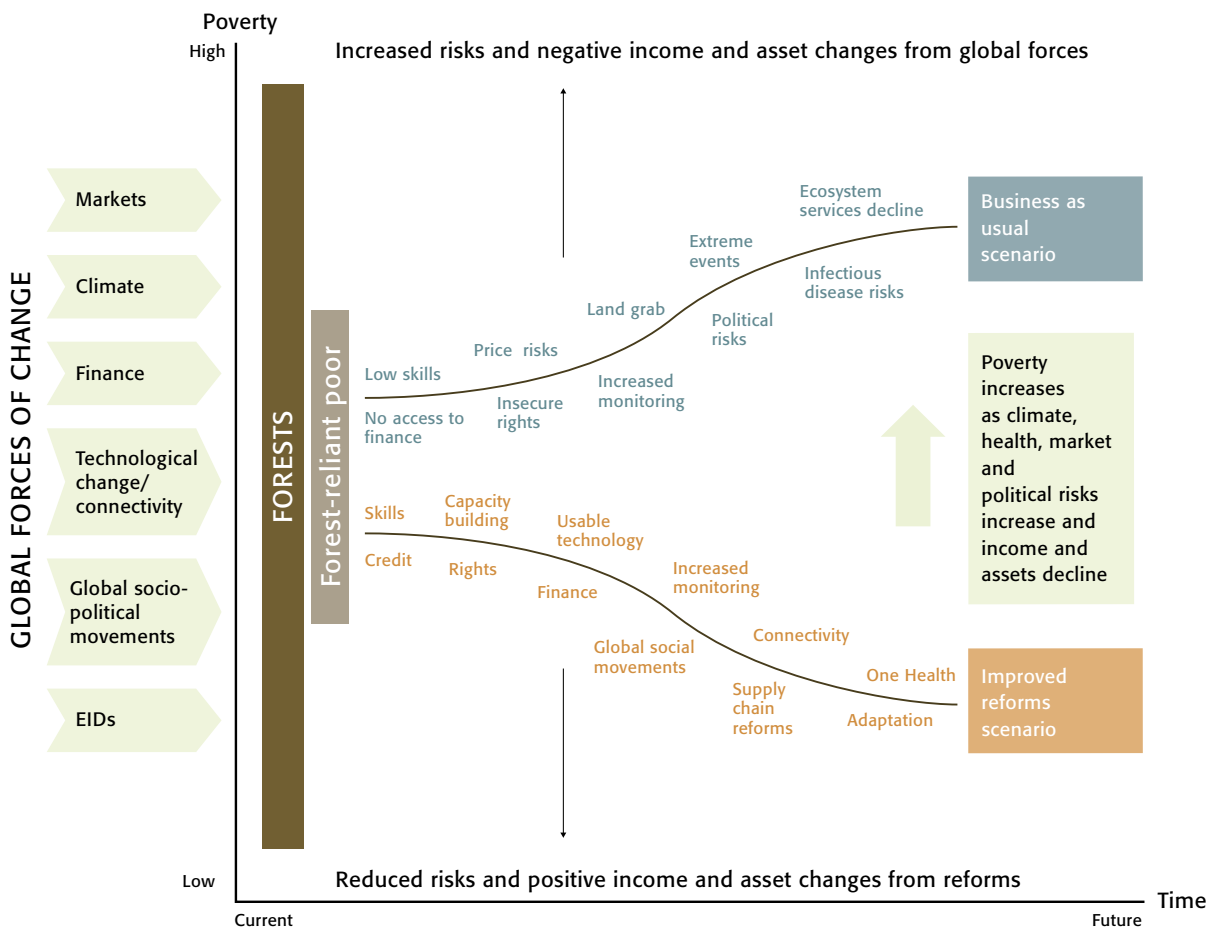 Poverty
High
Increased risks and negative income and asset changes from global forces
GLOBAL FORCES OF CHANGE
Markets
Climate
Finance
Technological
change/
connectivity
Global socio-
political
movements
EIDs
FORESTS
Forest-reliant poor
Low skills
No access to
finance
Price risks
Insecure
rights
Land grab
Increased
monitoring
Extreme
events
Political
risks
Ecosystem
services decline
Infectious
disease risks
Business as
usual
scenario
Poverty
increases
as climate,
health, market
and
political risks
increase and
income and
assets decline
Skills
Credit
Capacity
building
Rights
Usable
technology
Finance
Increased
monitoring
Global social
movements
Connectivity
Supply
chain
reforms
One Health
Adaptation
Improved
reforms
scenario
Low
Reduced risks and positive income and asset changes from reforms
Time
Current
Future